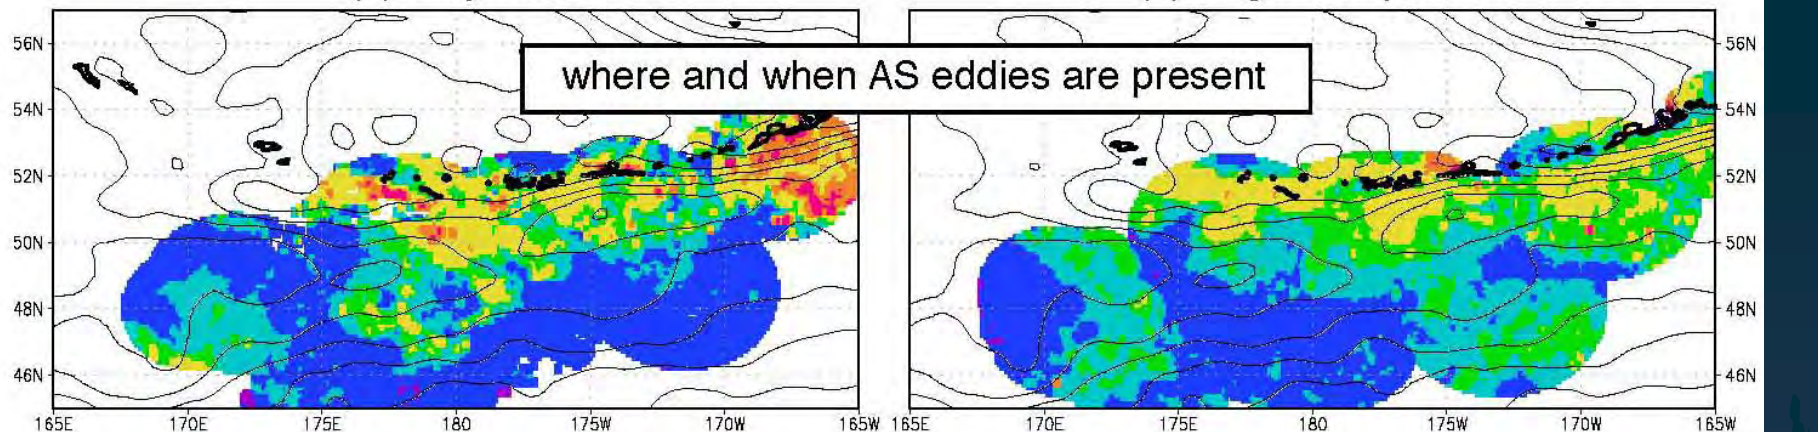 where and when AS eddies are present
56N 56N
54N 54N
52N 52N
50N 50N
48N 48N
46N 46N
165E 170E 175E 180 175W 170W 165W 170E 175E 180 175W 170W 165W